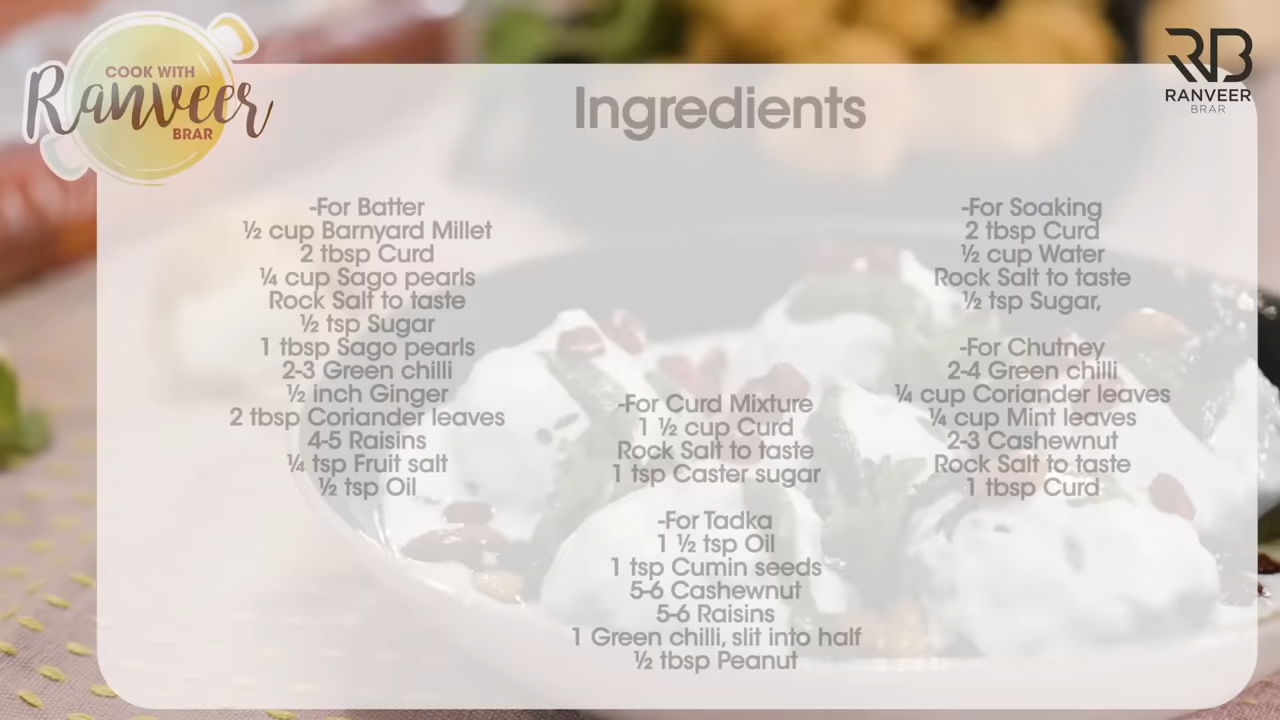 COOK WITH
Ranveer
BRAR
RB
RANVEER
BRAR
Ingredients
-For Batter
½ cup Barnyard Millet
2 tbsp Curd
¼ cup Sago pearls
Rock Salt to taste
½ tsp Sugar
1 tbsp Sago pearls
2-3 Green chilli
½ inch Ginger
2 tbsp Coriander leaves
4-5 Raisins
¼ tsp Fruit salt
½ tsp Oil
-For Curd Mixture
1 ½ cup Curd
Rock Salt to taste
1 tsp Caster sugar
-For Tadka
1 ½ tsp Oil
1 tsp Cumin seeds
5-6 Cashewnut
5-6 Raisins
1 Green chilli, slit into half
½ tbsp Peanut
-For Soaking
2 tbsp Curd
½ cup Water
Rock Salt to taste
½ tsp Sugar,
-For Chutney
2-4 Green chilli
¼ cup Coriander leaves
¼ cup Mint leaves
2-3 Cashewnut
Rock Salt to taste
1 tbsp Curd